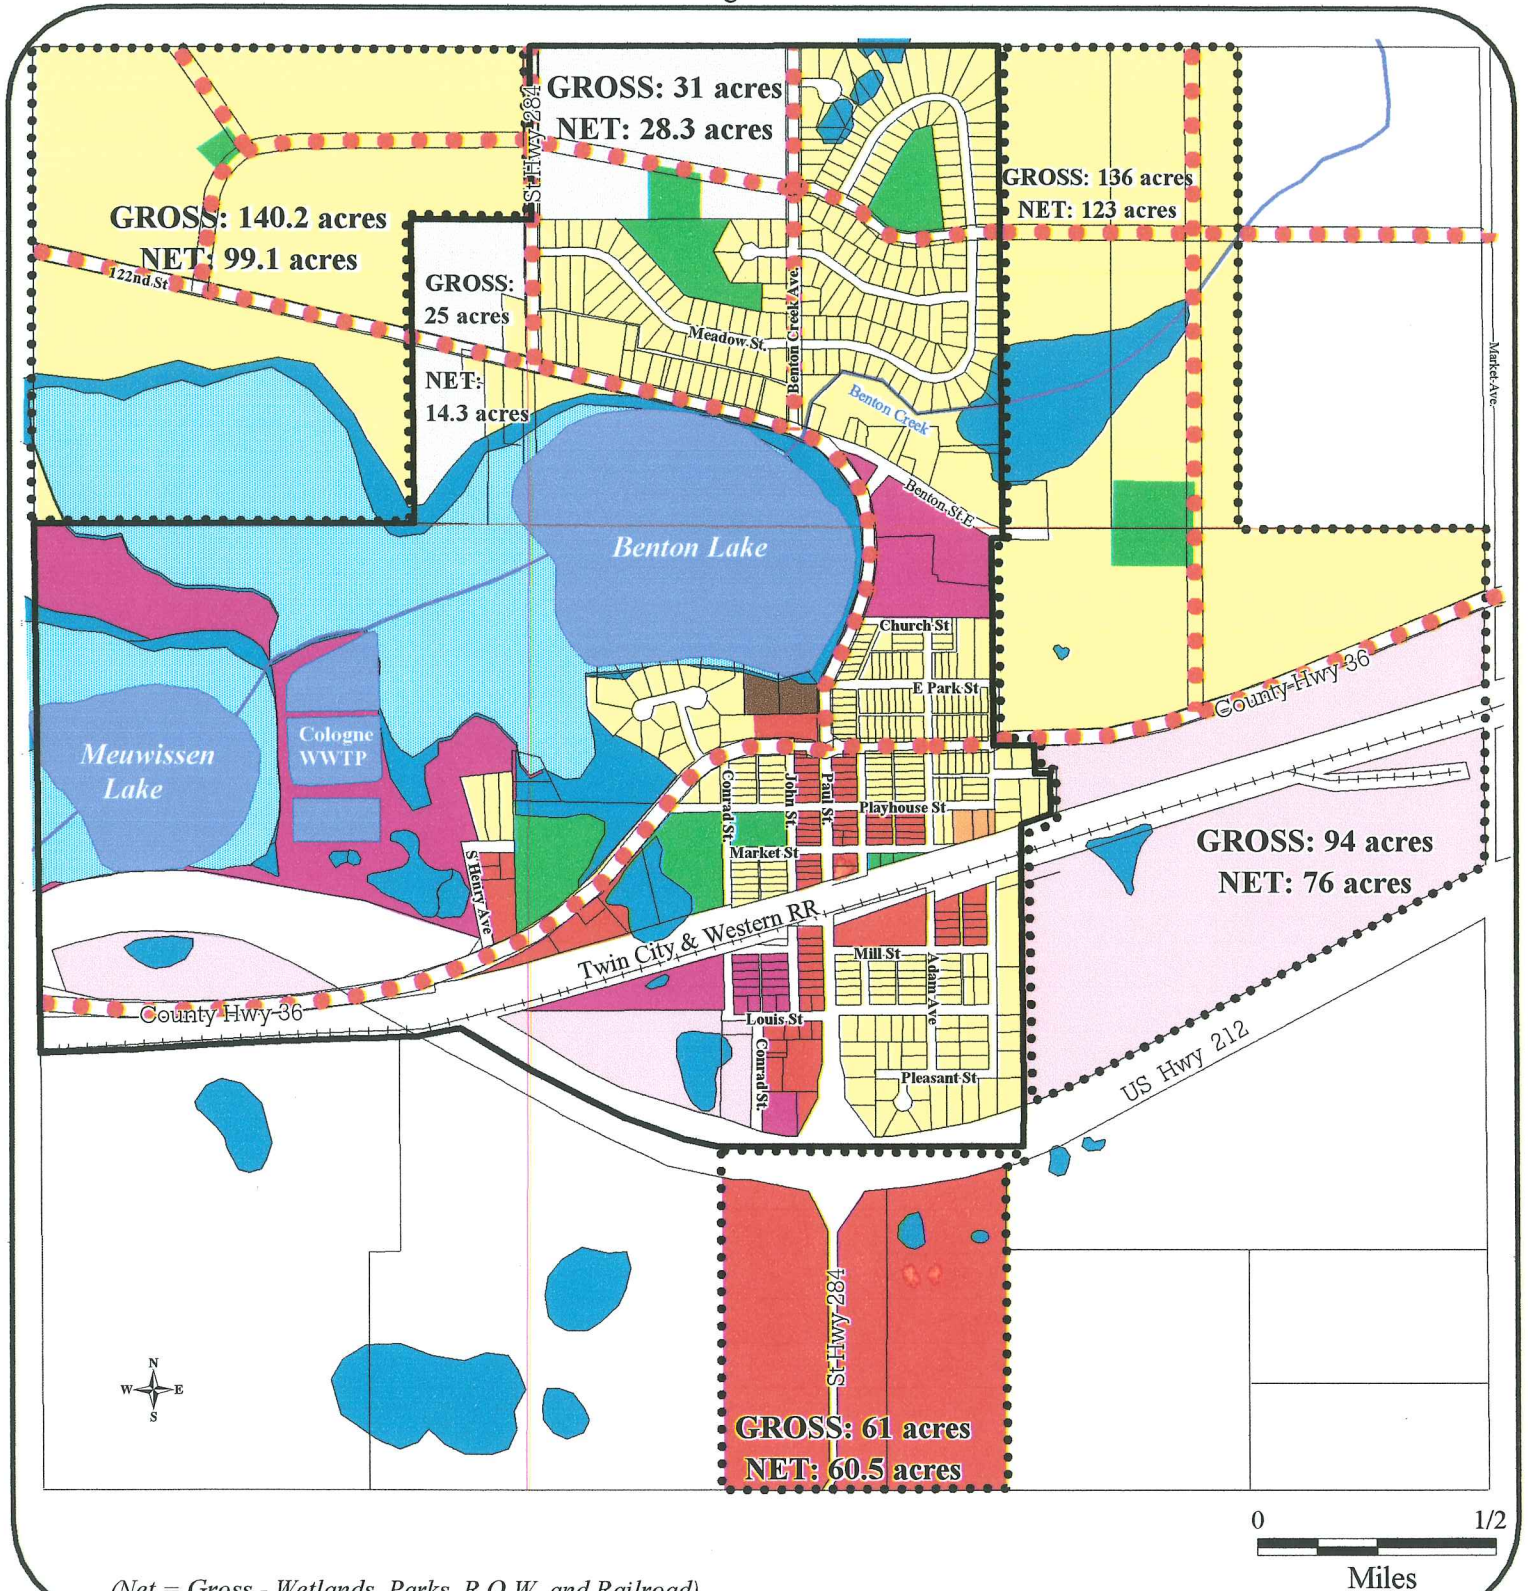 GROSS: 31 acres
NET: 28.3 acres
St Hwy 284
GROSS: 136 acres
NET: 123 acres
GROSS: 140.2 acres
NET: 99.1 acres
122nd St
GROSS:
25 acres
NET:
14.3 acres
Meadow St.
Benton Creek Ave.
Benton Creek
Market Ave.
Benton St E
Benton Lake
Church St
E Park St
County Hwy 36
Meuwissen
Lake
Cologne
WWTP
Conrad St.
John St.
Paul St.
Playhouse St
Market St
S Henry Ave
GROSS: 94 acres
NET: 76 acres
Twin City & Western RR
Mill St
Adam Ave
County Hwy 36
Louis St
Conrad St.
Pleasant St
US Hwy 212
St Hwy 284
N
W E
S
GROSS: 61 acres
NET: 60.5 acres
0 1/2
Miles
(Net = Gross - Wetlands, Parks, R.O.W. and Railroad)